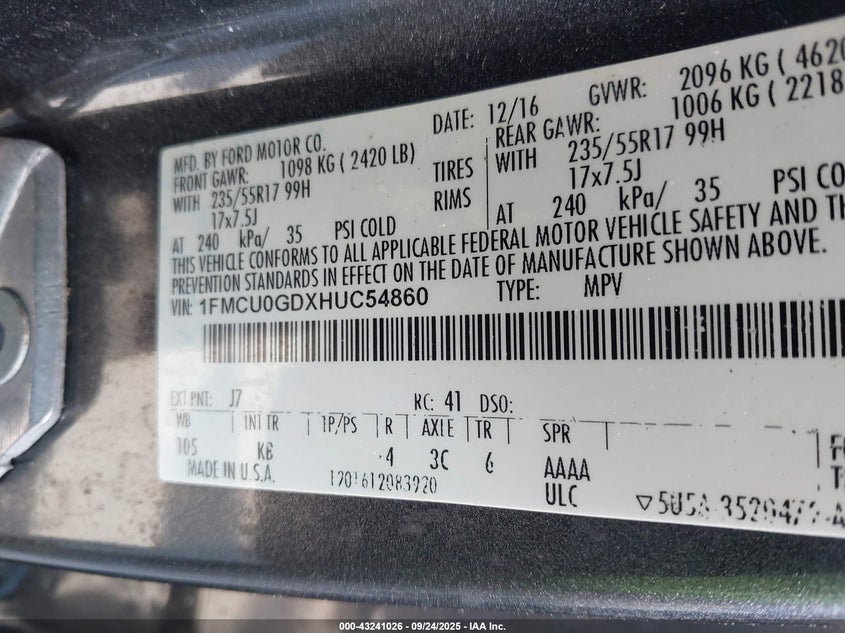 MFD. BY FORD MOTOR CO. DATE: 12/16 GVWR: 2096 KG ( 4620
FRONT GAWR: 1098 KG ( 2420 LB) REAR GAWR: 1006 KG ( 2218
WITH 235/55R17 99H TIRES WITH 235/55R17 99H
17x7.5J RIMS 17x7.5J
AT 240 kPa/ 35 PSI COLD AT 240 kPa/ 35 PSI CO
THIS VEHICLE CONFORMS TO ALL APPLICABLE FEDERAL MOTOR VEHICLE SAFETY AND TH
PREVENTION STANDARDS IN EFFECT ON THE DATE OF MANUFACTURE SHOWN ABOVE.
VIN: 1FMCU0GDXHUC54860 TYPE: MPV
EXT PNT: J7 RC: 41 DSO:
WB INT TR TP/PS R AXIE TR SPR
105 KB 4 3C 6 AAAA
MADE IN U.S.A. 1201612083920 ULC
000-43241026 - 09/24/2025 - IAA Inc.